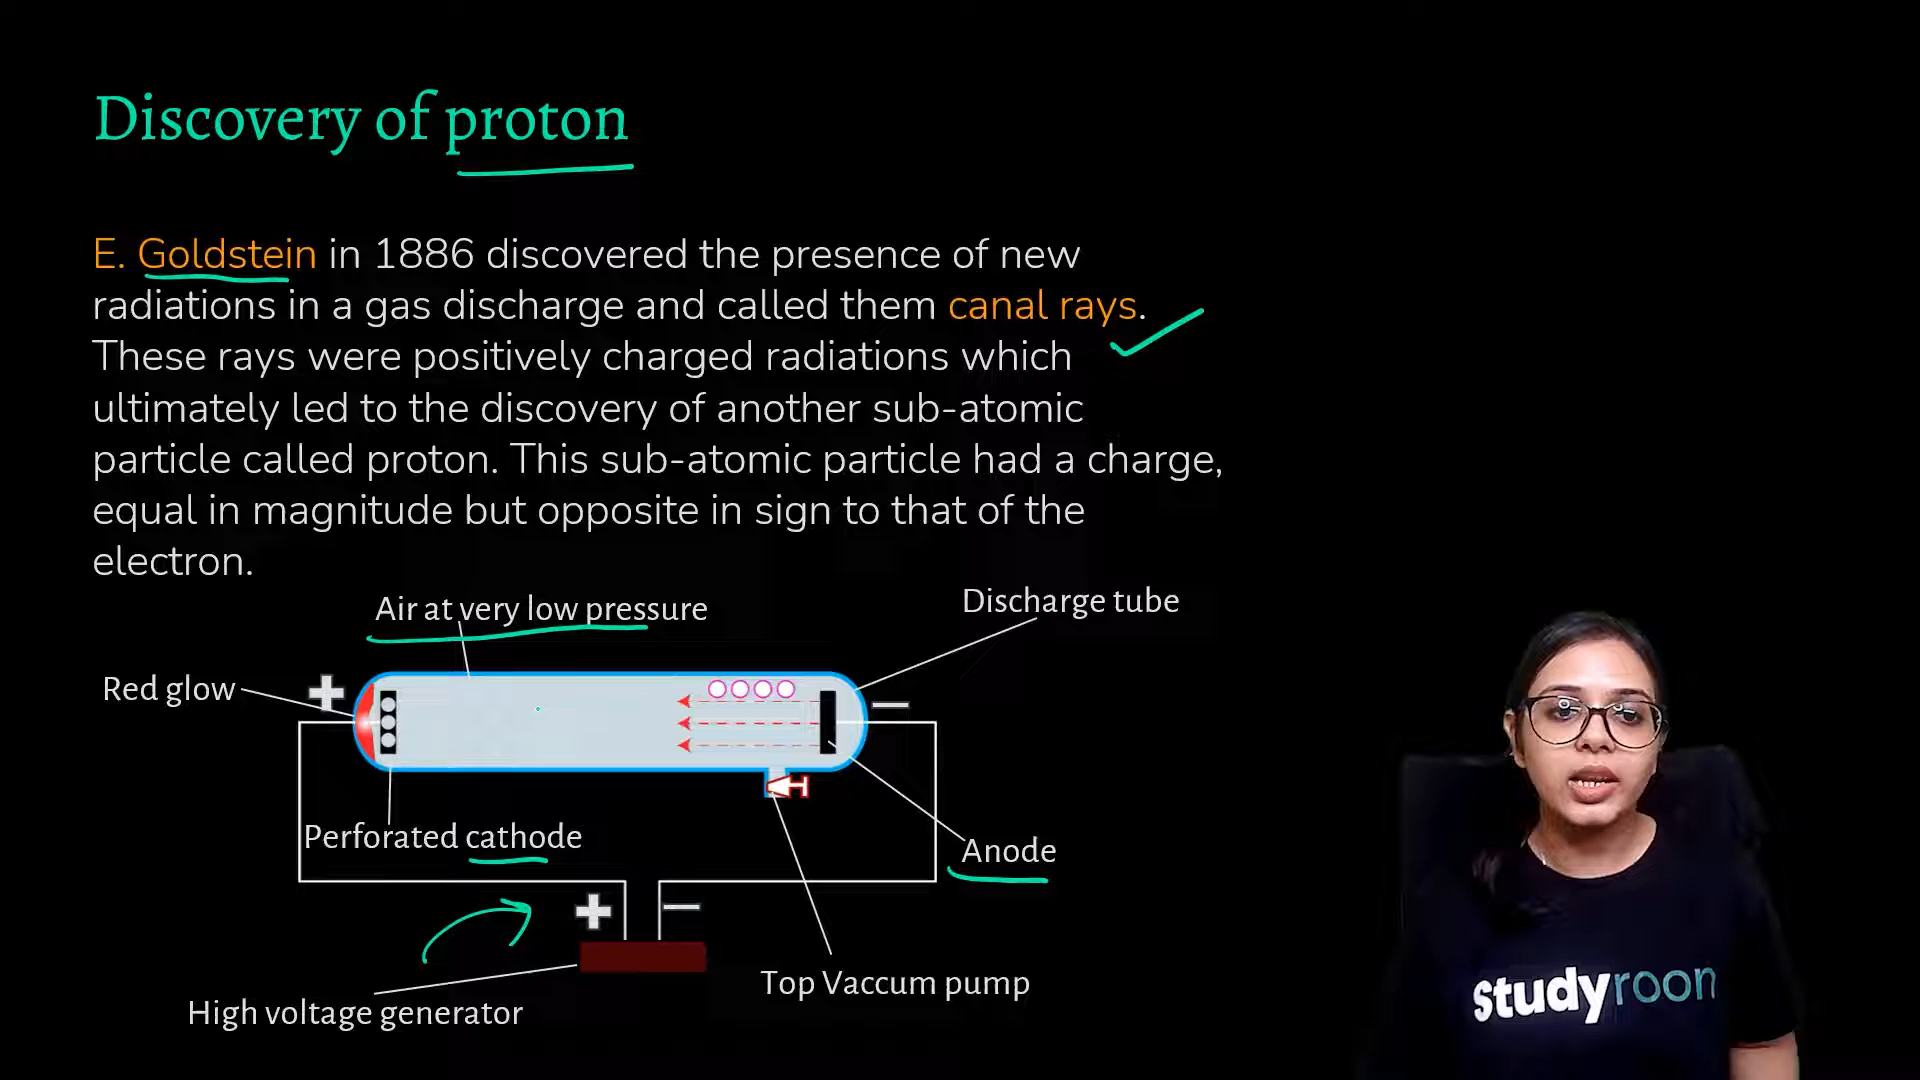 Discovery of proton
E. Goldstein in 1886 discovered the presence of new
radiations in a gas discharge and called them canal rays.
These rays were positively charged radiations which
ultimately led to the discovery of another sub-atomic
particle called proton. This sub-atomic particle had a charge,
equal in magnitude but opposite in sign to that of the
electron.
Air at very low pressure
Discharge tube
Red glow
+
−
Perforated cathode
Anode
+
−
High voltage generator
Top Vaccum pump
studyroon